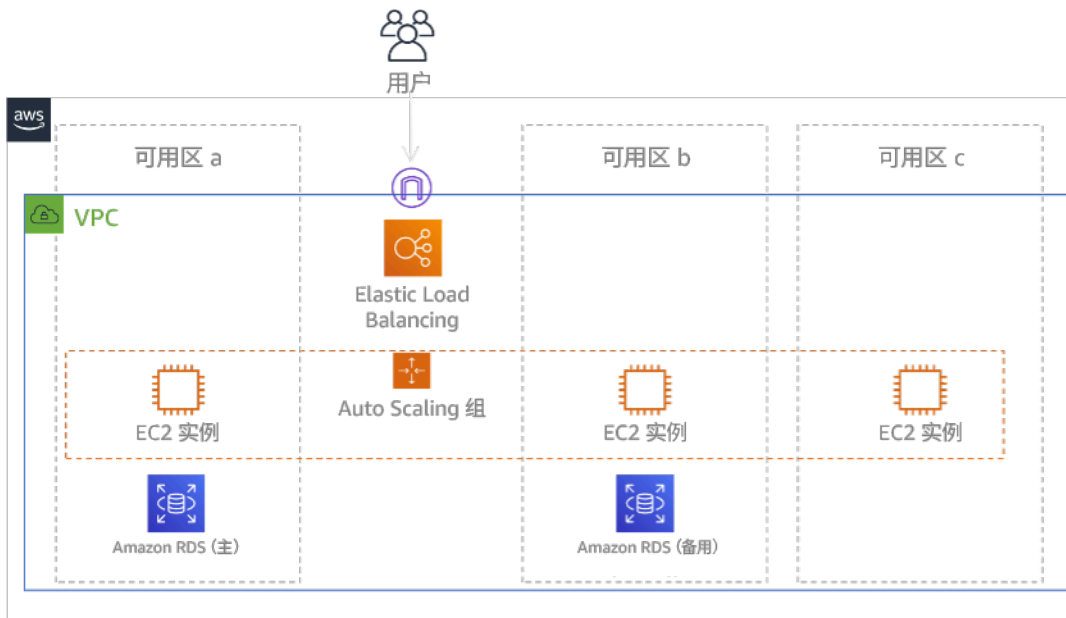 用户
aws
可用区 a
可用区 b
可用区 c
VPC
Elastic Load
Balancing
Auto Scaling 组
EC2 实例
EC2 实例
EC2 实例
Amazon RDS (主)
Amazon RDS (备用)